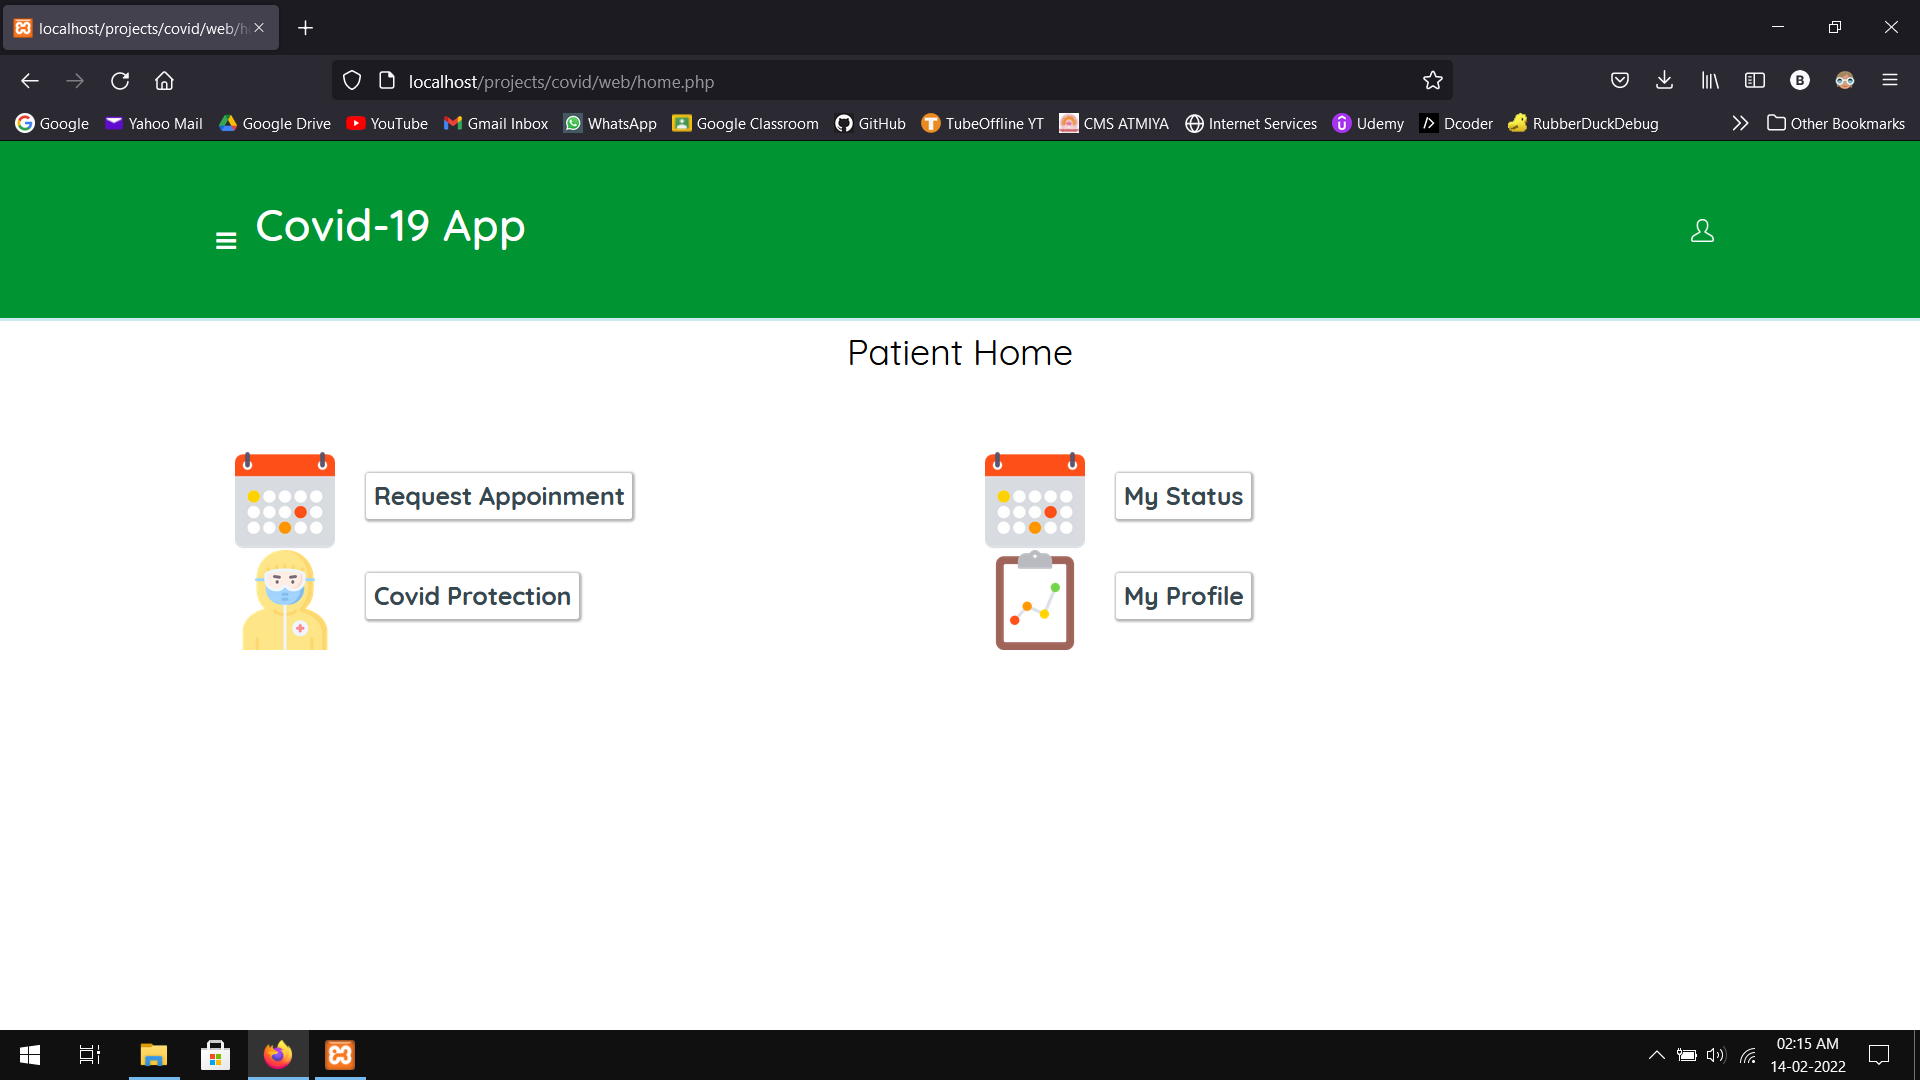 localhost/projects/covid/web/h
localhost/projects/covid/web/home.php
Google Yahoo Mail Google Drive YouTube Gmail Inbox WhatsApp Google Classroom GitHub TubeOffline YT CMS ATMIYA Internet Services Udemy Dcoder RubberDuckDebug Other Bookmarks
Covid-19 App
Patient Home
Request Appoinment
My Status
Covid Protection
My Profile
02:15 AM
14-02-2022